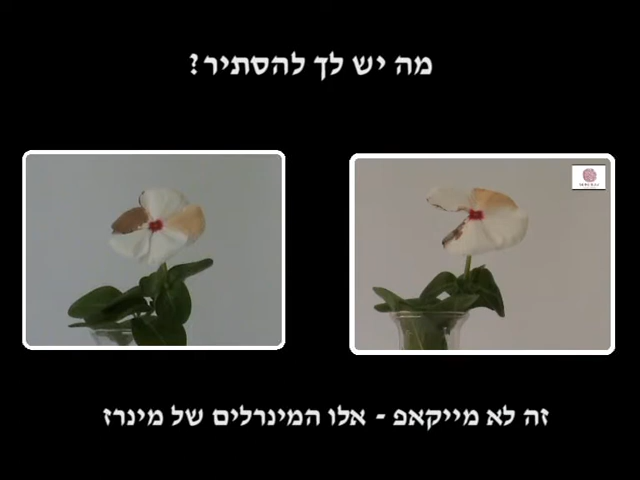 מה יש לך להסתיר?
זה לא מייקאפ - אלו המינרלים של מינרז